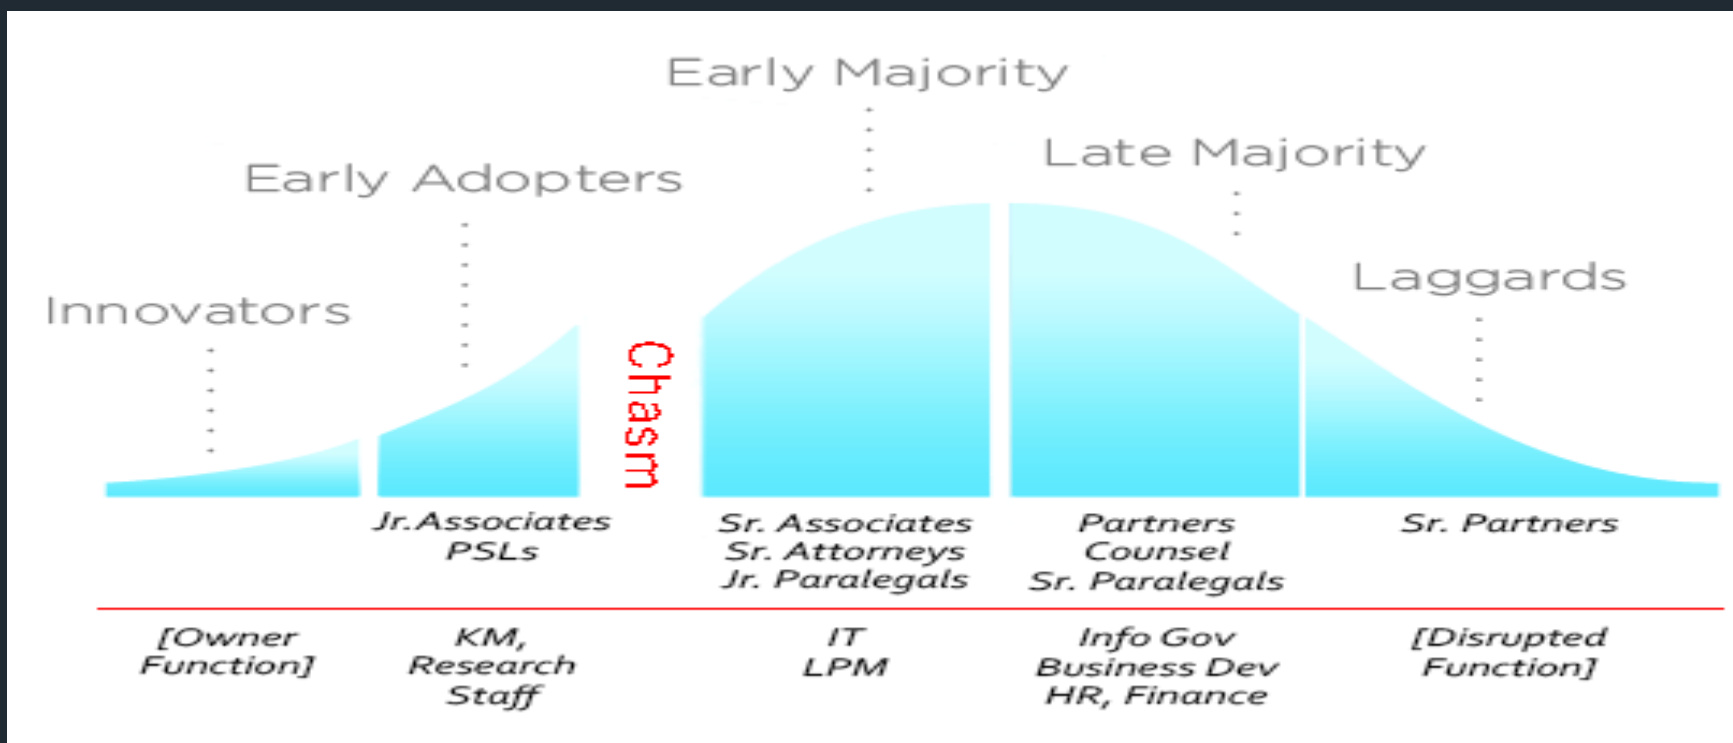 Early Majority
Late Majority
Early Adopters
Laggards
Innovators
Chasm
Jr.Associates
PSLs
Sr. Associates
Sr. Attorneys
Jr. Paralegals
Partners
Counsel
Sr. Paralegals
Sr. Partners
[Owner
Function]
KM,
Research
Staff
IT
LPM
Info Gov
Business Dev
HR, Finance
[Disrupted
Function]